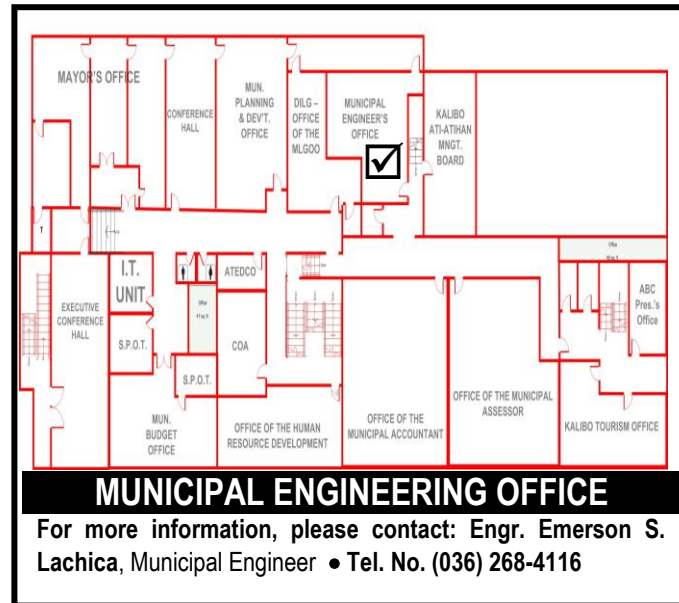 MAYOR'S OFFICE
CONFERENCE
HALL
MUN.
PLANNING
& DEV'T.
OFFICE
DILG –
OFFICE
OF THE
MLGOO
MUNICIPAL
ENGINEER'S
OFFICE
KALIBO
ATI-ATIHAN
MNGT.
BOARD
T
I.T.
UNIT
S.P.O.T.
EXECUTIVE
CONFERENCE
HALL
ATEDCO
Office
COA
S.P.O.T.
MUN.
BUDGET
OFFICE
OFFICE OF THE HUMAN
RESOURCE DEVELOPMENT
OFFICE OF THE
MUNICIPAL ACCOUNTANT
OFFICE OF THE MUNICIPAL
ASSESSOR
Office
ABC
Pres.'s
Office
KALIBO TOURISM OFFICE
MUNICIPAL ENGINEERING OFFICE
For more information, please contact: Engr. Emerson S.
Lachica, Municipal Engineer ● Tel. No. (036) 268-4116